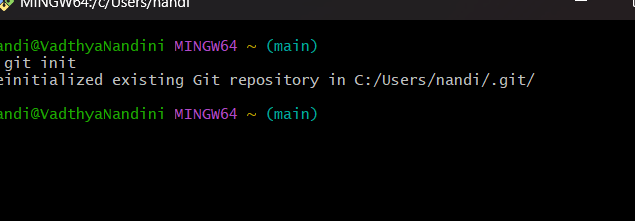 MINGW64:/c/Users/nandi
andi@VadthyaNandini MINGW64 ~ (main)
git init
einitialized existing Git repository in C:/Users/nandi/.git/
andi@VadthyaNandini MINGW64 ~ (main)